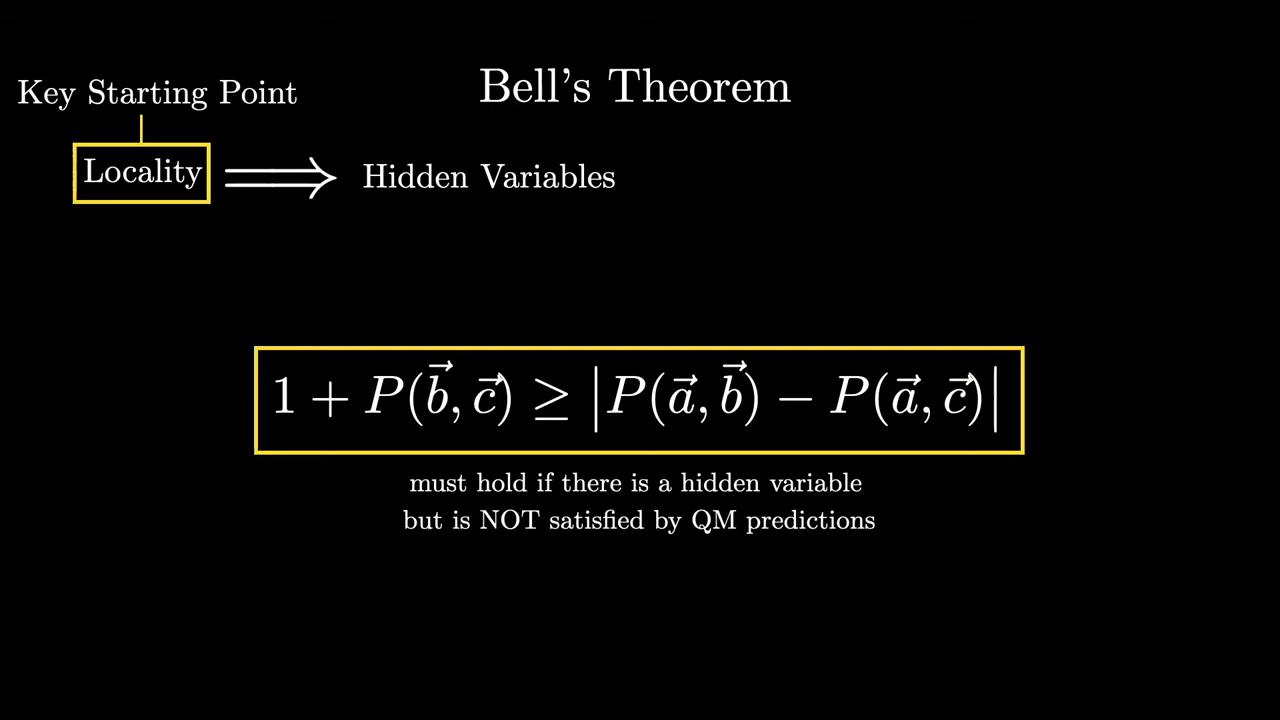 Bell's Theorem
Key Starting Point
Locality ⟹ Hidden Variables
1 + P(b⃗, c⃗) ≥ |P(a⃗, b⃗) − P(a⃗, c⃗)|
must hold if there is a hidden variable
but is NOT satisfied by QM predictions